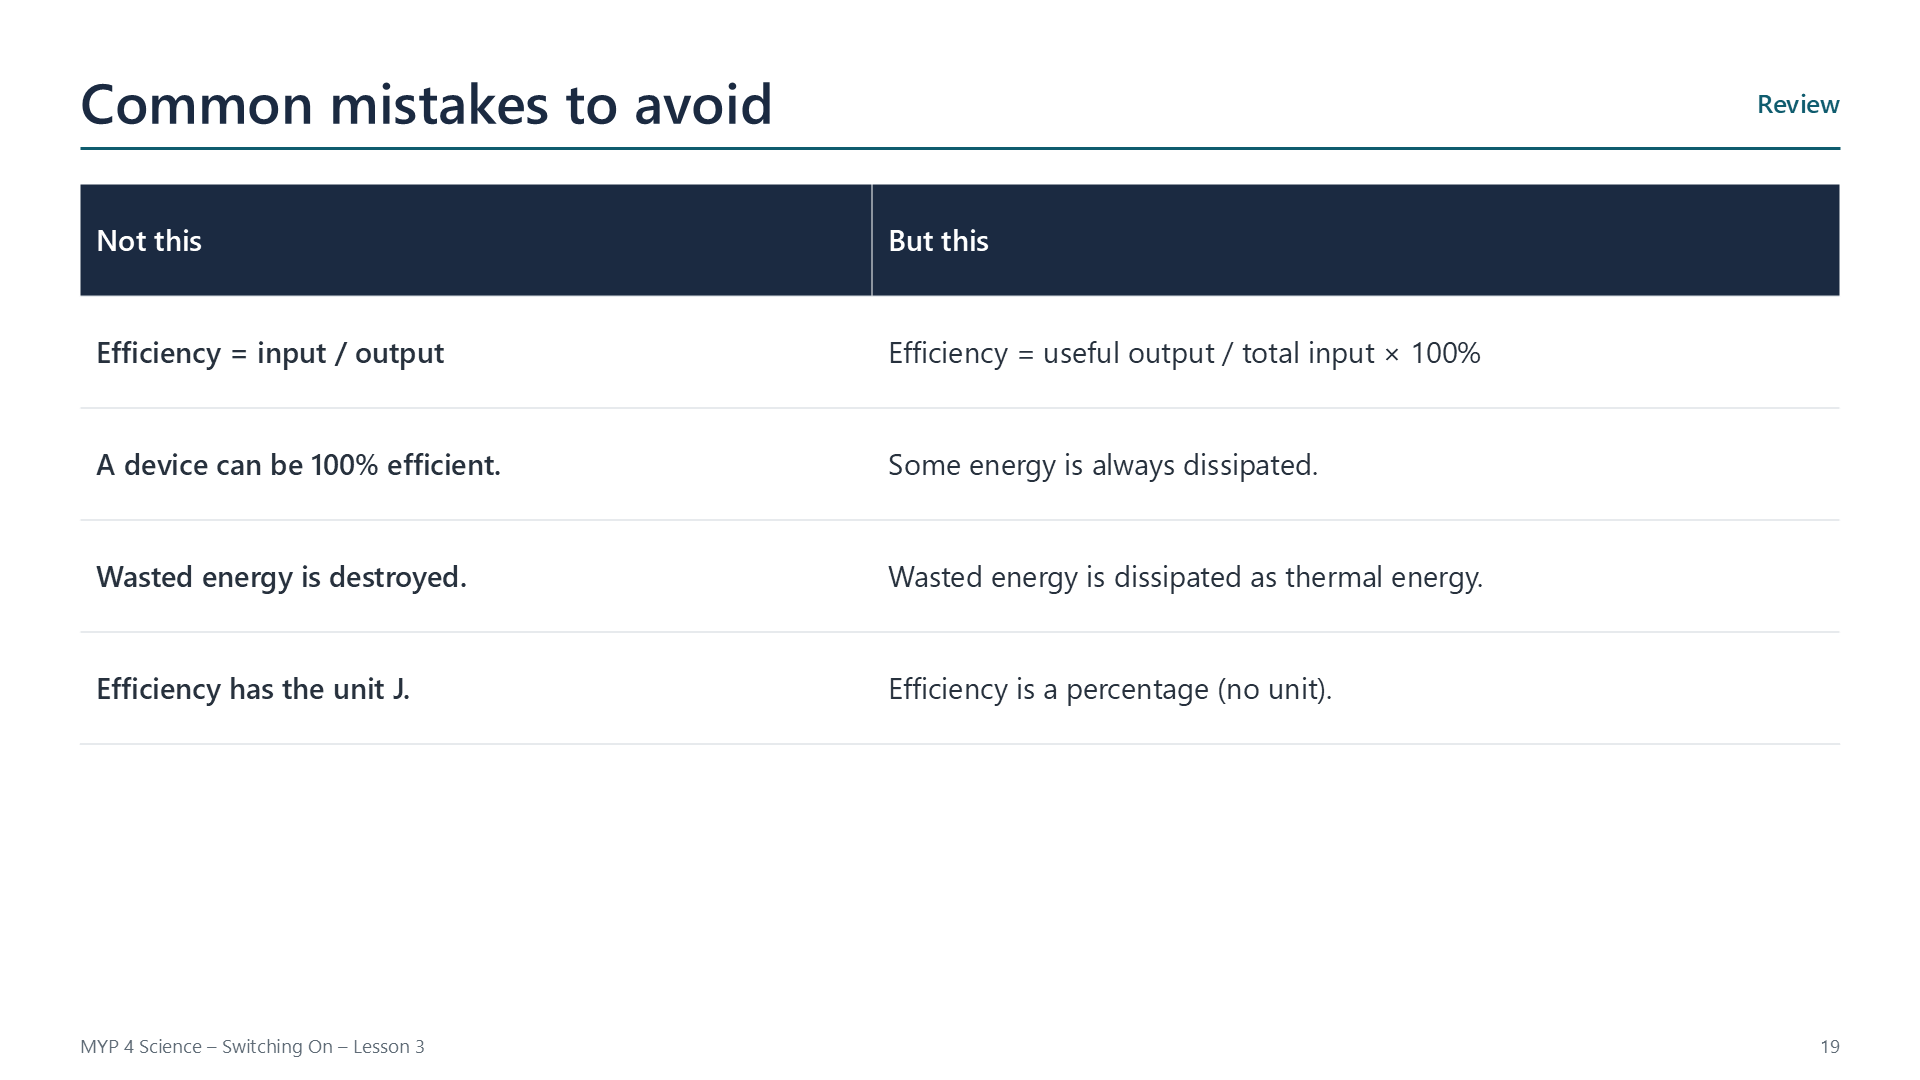 Common mistakes to avoid
Review
Not this
But this
Efficiency = input / output
Efficiency = useful output / total input × 100%
A device can be 100% efficient.
Some energy is always dissipated.
Wasted energy is destroyed.
Wasted energy is dissipated as thermal energy.
Efficiency has the unit J.
Efficiency is a percentage (no unit).
MYP 4 Science – Switching On – Lesson 3
19